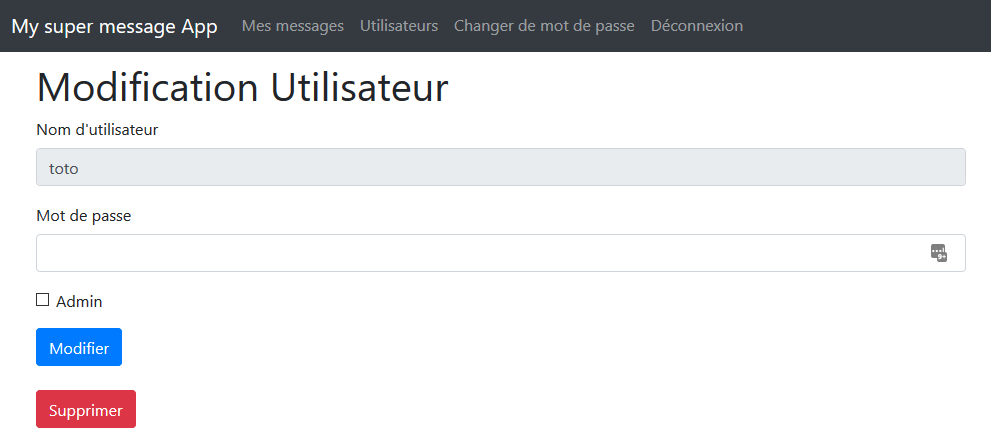 My super message App Mes messages Utilisateurs Changer de mot de passe Déconnexion
Modification Utilisateur
Nom d'utilisateur
toto
Mot de passe
9+
Admin
Modifier
Supprimer